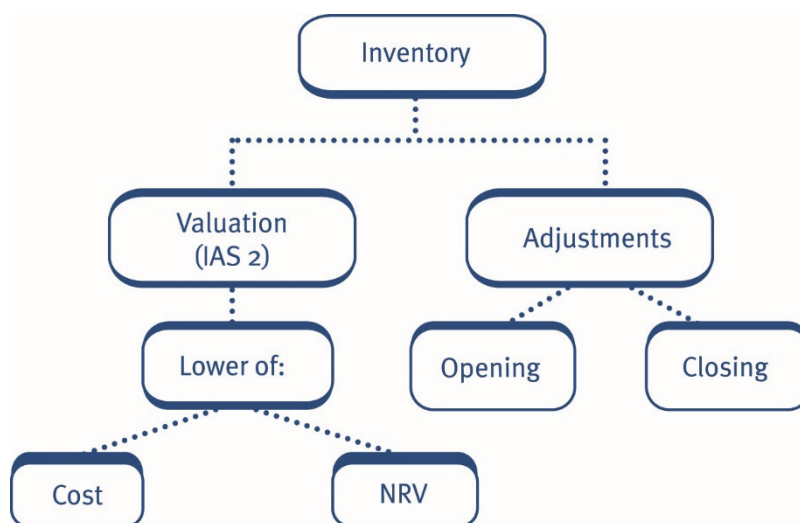 Inventory
Valuation
(IAS 2)
Adjustments
Lower of:
Opening
Closing
Cost
NRV